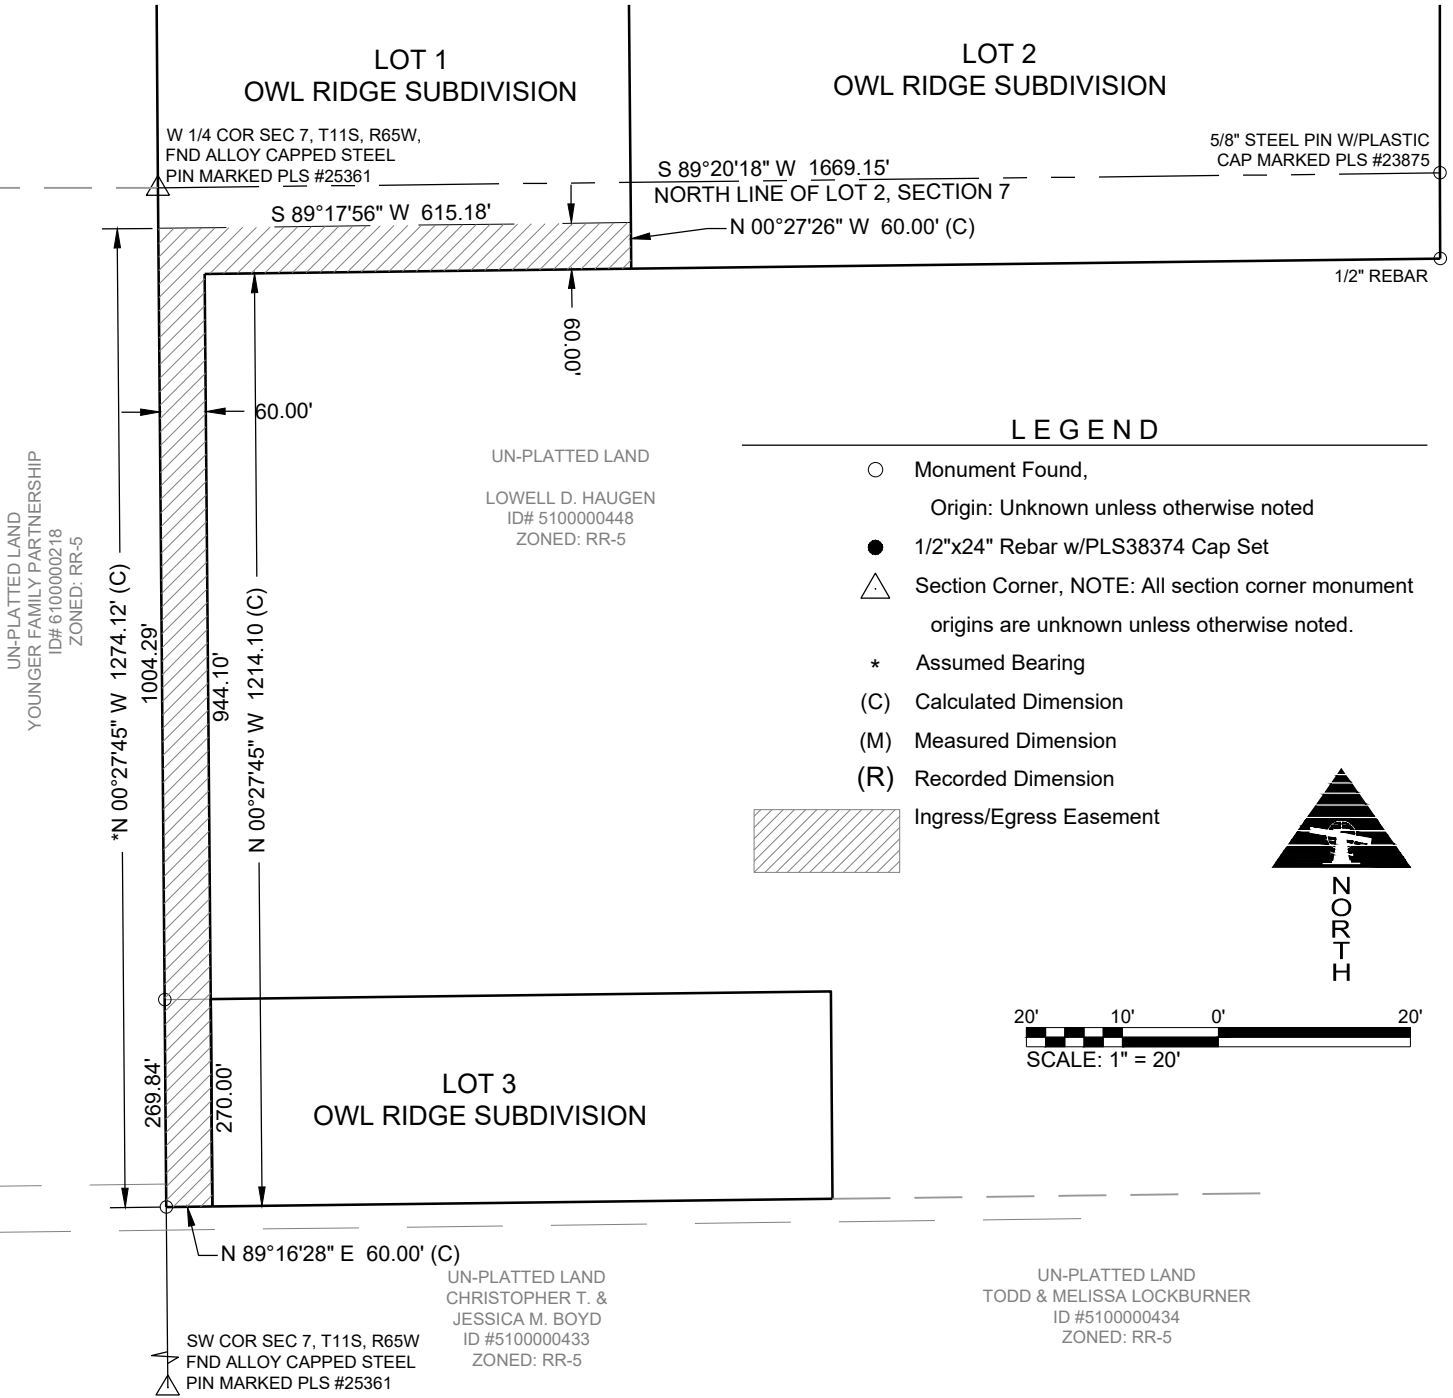 LOT 1
OWL RIDGE SUBDIVISION
LOT 2
OWL RIDGE SUBDIVISION
W 1/4 COR SEC 7, T11S, R65W,
FND ALLOY CAPPED STEEL
PIN MARKED PLS #25361
5/8" STEEL PIN W/PLASTIC
CAP MARKED PLS #23875
S 89°20'18" W 1669.15'
NORTH LINE OF LOT 2, SECTION 7
S 89°17'56" W 615.18'
N 00°27'26" W 60.00' (C)
1/2" REBAR
60.00'
60.00'
UN-PLATTED LAND
LOWELL D. HAUGEN
ID# 5100000448
ZONED: RR-5
UN-PLATTED LAND
YOUNGER FAMILY PARTNERSHIP
ID# 6100000218
ZONED: RR-5
*N 00°27'45" W 1274.12' (C)
1004.29'
944.10'
N 00°27'45" W 1214.10 (C)
LEGEND
Monument Found,
Origin: Unknown unless otherwise noted
1/2"x24" Rebar w/PLS38374 Cap Set
Section Corner, NOTE: All section corner monument
origins are unknown unless otherwise noted.
* Assumed Bearing
(C) Calculated Dimension
(M) Measured Dimension
(R) Recorded Dimension
Ingress/Egress Easement
NORTH
20' 10' 0' 20'
SCALE: 1" = 20'
269.84'
270.00'
LOT 3
OWL RIDGE SUBDIVISION
N 89°16'28" E 60.00' (C)
UN-PLATTED LAND
CHRISTOPHER T. &
JESSICA M. BOYD
ID #5100000433
ZONED: RR-5
UN-PLATTED LAND
TODD & MELISSA LOCKBURNER
ID #5100000434
ZONED: RR-5
SW COR SEC 7, T11S, R65W
FND ALLOY CAPPED STEEL
PIN MARKED PLS #25361